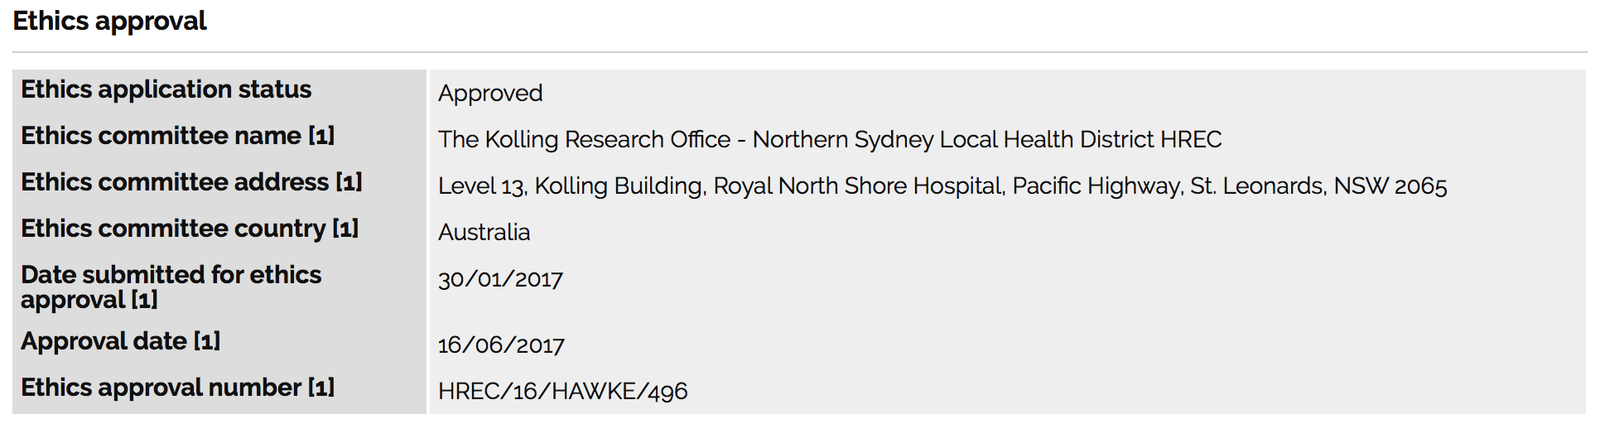 Ethics approval
Ethics application status Approved
Ethics committee name [1] The Kolling Research Office - Northern Sydney Local Health District HREC
Ethics committee address [1] Level 13, Kolling Building, Royal North Shore Hospital, Pacific Highway, St. Leonards, NSW 2065
Ethics committee country [1] Australia
Date submitted for ethics
approval [1] 30/01/2017
Approval date [1] 16/06/2017
Ethics approval number [1] HREC/16/HAWKE/496